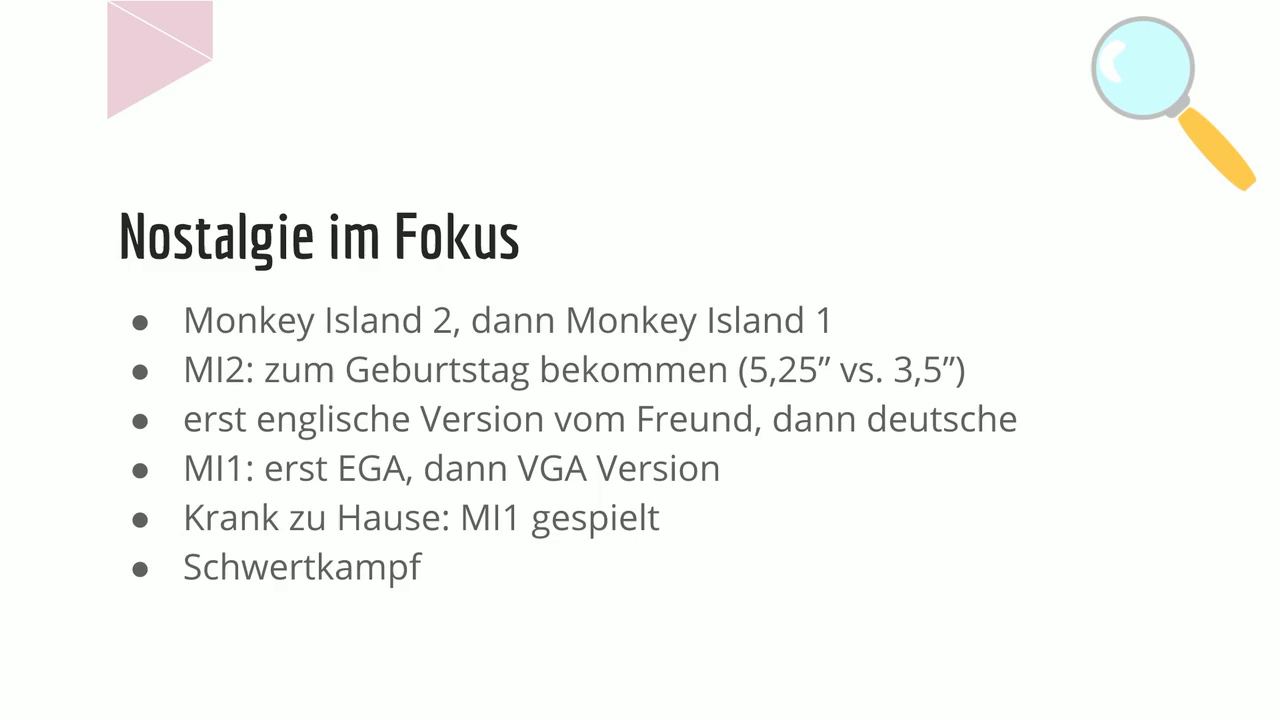 Nostalgie im Fokus
● Monkey Island 2, dann Monkey Island 1
● MI2: zum Geburtstag bekommen (5,25” vs. 3,5”)
● erst englische Version vom Freund, dann deutsche
● MI1: erst EGA, dann VGA Version
● Krank zu Hause: MI1 gespielt
● Schwertkampf